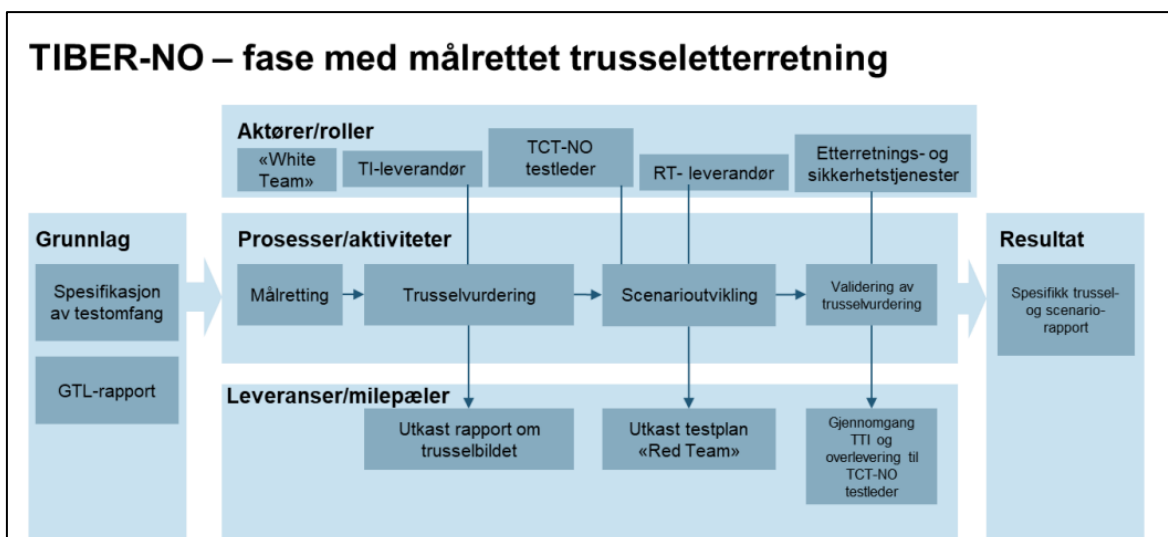 TIBER-NO – fase med målrettet trusseletterretning
Aktører/roller
«White
Team»
TI-leverandør
TCT-NO
testleder
RT- leverandør
Etterretnings- og
sikkerhetstjenester
Grunnlag
Spesifikasjon
av testomfang
GTL-rapport
Prosesser/aktiviteter
Målretting
Trusselvurdering
Scenarioutvikling
Validering av
trusselvurdering
Resultat
Spesifikk trussel-
og scenario-
rapport
Leveranser/milepæler
Utkast rapport om
trusselbildet
Utkast testplan
«Red Team»
Gjennomgang
TTI og
overlevering til
TCT-NO
testleder